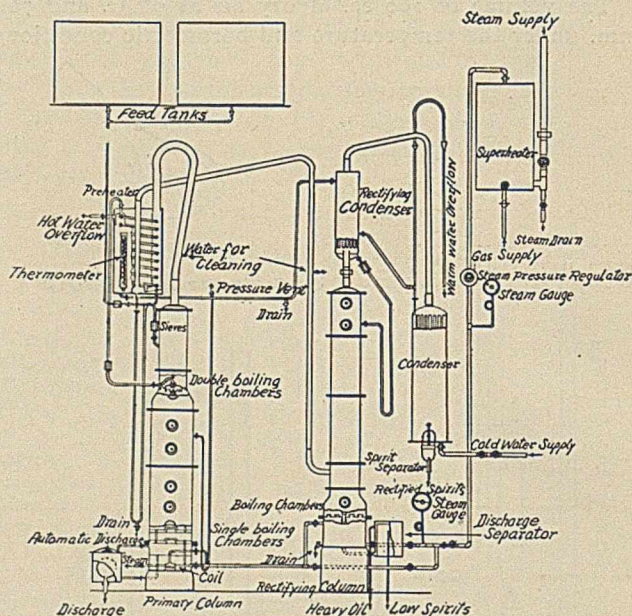 Steam Supply
Feed Tanks
Superheater
Preheater
Rectifying
Condenser
Hot Water
Overflow
Warm water overflow
Steam Drain
Gas
Supply
Water for
Cleaning
Thermometer
Steam Pressure Regulator
Steam Gauge
Pressure Vent
Drain
Sieves
Condenser
Double boiling
Chambers
Cold Water Supply
Spirit
Separator
Rectified Spirits
Steam
Gauge
Boiling Chambers
Drain
Single boiling
Chambers
Discharge
Separator
Automatic Discharge
Drain
Steam
Coil
Rectifying Column
Discharge
Primary Column
Heavy Oil
Low Spirits